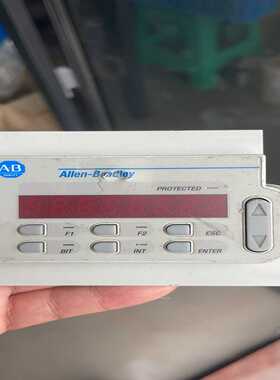 AB
Allen-Bradley
PROTECTED
F1 F2 ESC
BIT INT ENTER